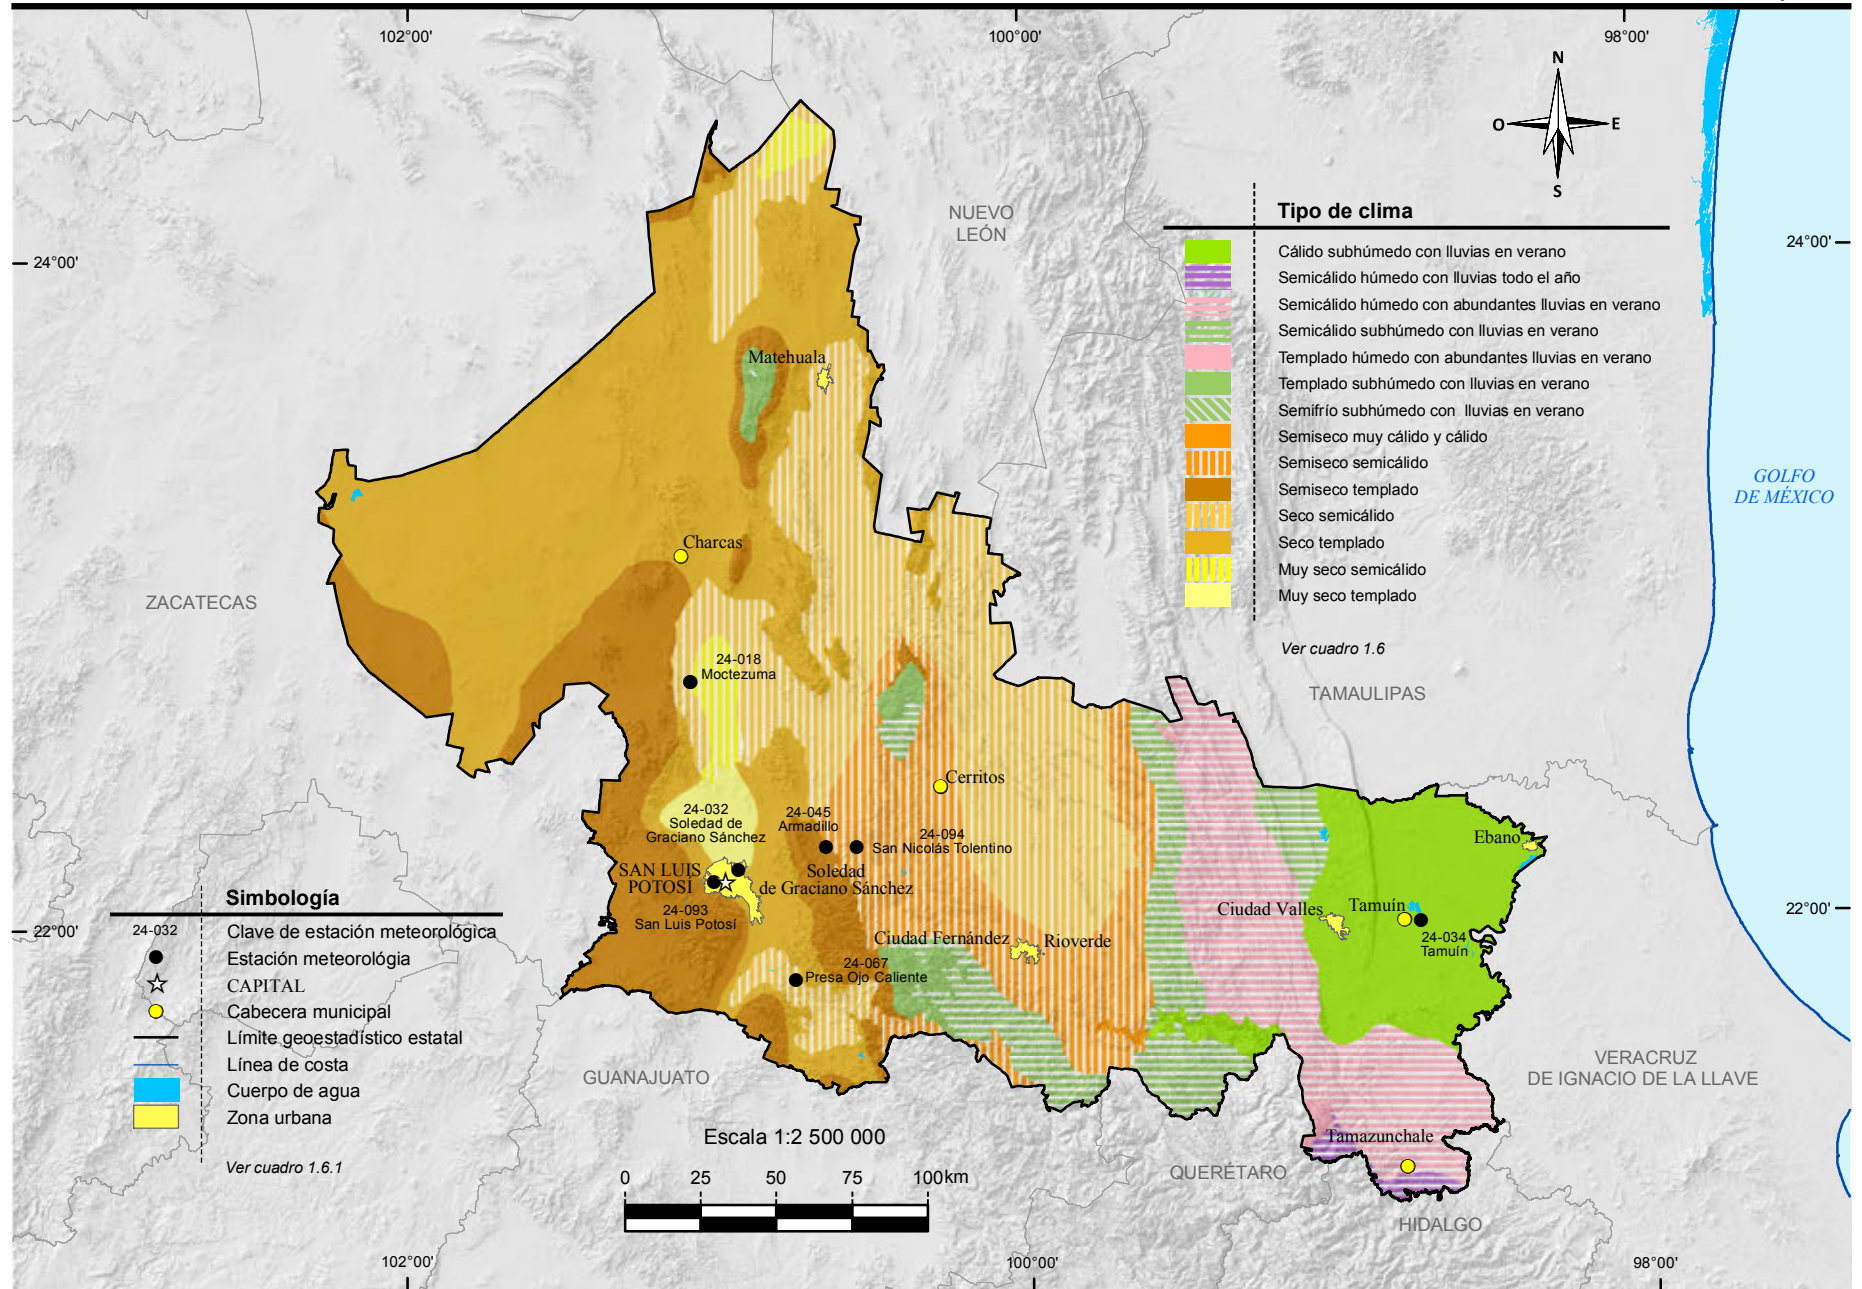 102°00'
100°00'
98°00'
N
O
E
S
NUEVO
LEÓN
Tipo de clima
24°00'
24°00'
Cálido subhúmedo con lluvias en verano
Semicálido húmedo con lluvias todo el año
Semicálido húmedo con abundantes lluvias en verano
Semicálido subhúmedo con lluvias en verano
Templado húmedo con abundantes lluvias en verano
Templado subhúmedo con lluvias en verano
Semifrío subhúmedo con lluvias en verano
Semiseco muy cálido y cálido
Semiseco semicálido
Semiseco templado
Seco semicálido
Seco templado
Muy seco semicálido
Muy seco templado
Ver cuadro 1.6
Matehuala
GOLFO
DE MÉXICO
Charcas
ZACATECAS
24-018
Moctezuma
TAMAULIPAS
Cerritos
24-032
Soledad de
Graciano Sánchez
24-045
Armadillo
24-094
San Nicolás Tolentino
Ebano
SAN LUIS
POTOSÍ
Soledad
de Graciano Sánchez
24-093
San Luis Potosí
Ciudad Valles
Tamuín
24-034
Tamuín
Ciudad Fernández
Rioverde
24-067
Presa Ojo Caliente
22°00'
22°00'
Simbología
24-032
Clave de estación meteorológica
Estación meteorológia
CAPITAL
Cabecera municipal
Límite geoestadístico estatal
Línea de costa
Cuerpo de agua
Zona urbana
Ver cuadro 1.6.1
GUANAJUATO
VERACRUZ
DE IGNACIO DE LA LLAVE
Escala 1:2 500 000
0
25
50
75
100km
Tamazunchale
QUERÉTARO
HIDALGO
102°00'
100°00'
98°00'